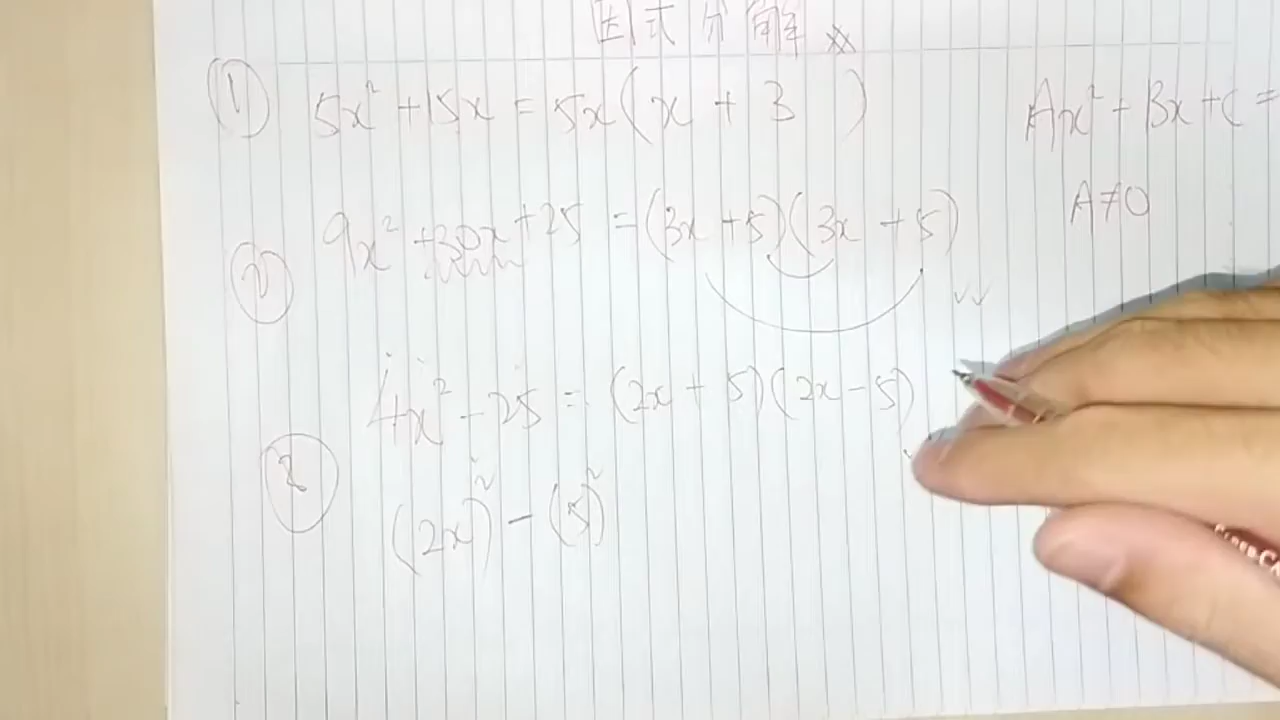 因式分解
① 5x² + 15x = 5x(x + 3 )
Ax² + Bx + C =
A≠0
② 9x² + 30x + 25 = (3x + 5)(3x + 5)
③ 4x² - 25 = (2x + 5)(2x - 5)
(2x)² - (5)²